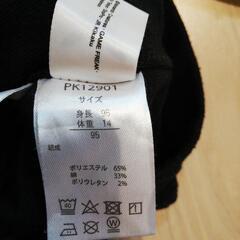 GAME FREAK
PK12901
サイズ
身長 95
体重 14
95
組成
ポリエステル 65%
綿 33%
ポリウレタン 2%
40